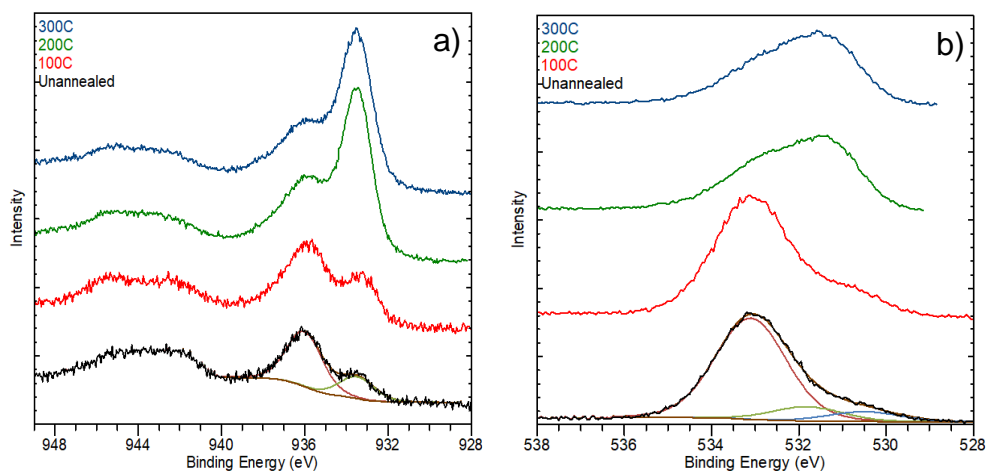 300C
200C
100C
Unannealed
a)
Intensity
948 944 940 936 932 928
Binding Energy (eV)
300C
200C
100C
Unannealed
b)
Intensity
538 536 534 532 530 528
Binding Energy (eV)